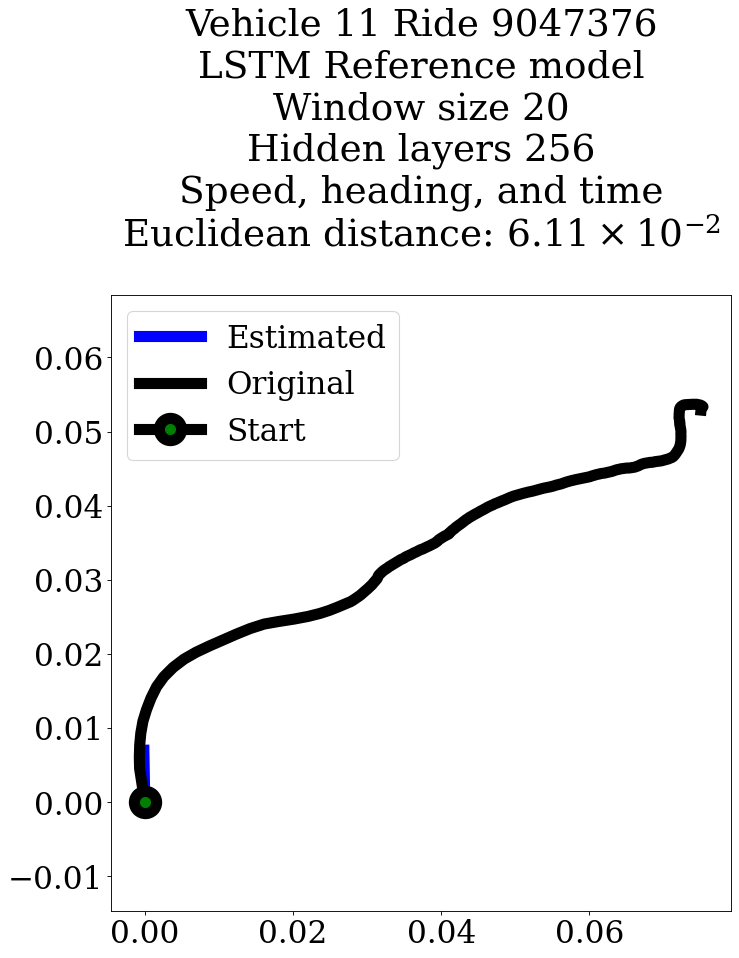 Vehicle 11 Ride 9047376
LSTM Reference model
Window size 20
Hidden layers 256
Speed, heading, and time
Euclidean distance: 6.11 × 10⁻²
Estimated
Original
Start
0.06
0.05
0.04
0.03
0.02
0.01
0.00
−0.01
0.00 0.02 0.04 0.06